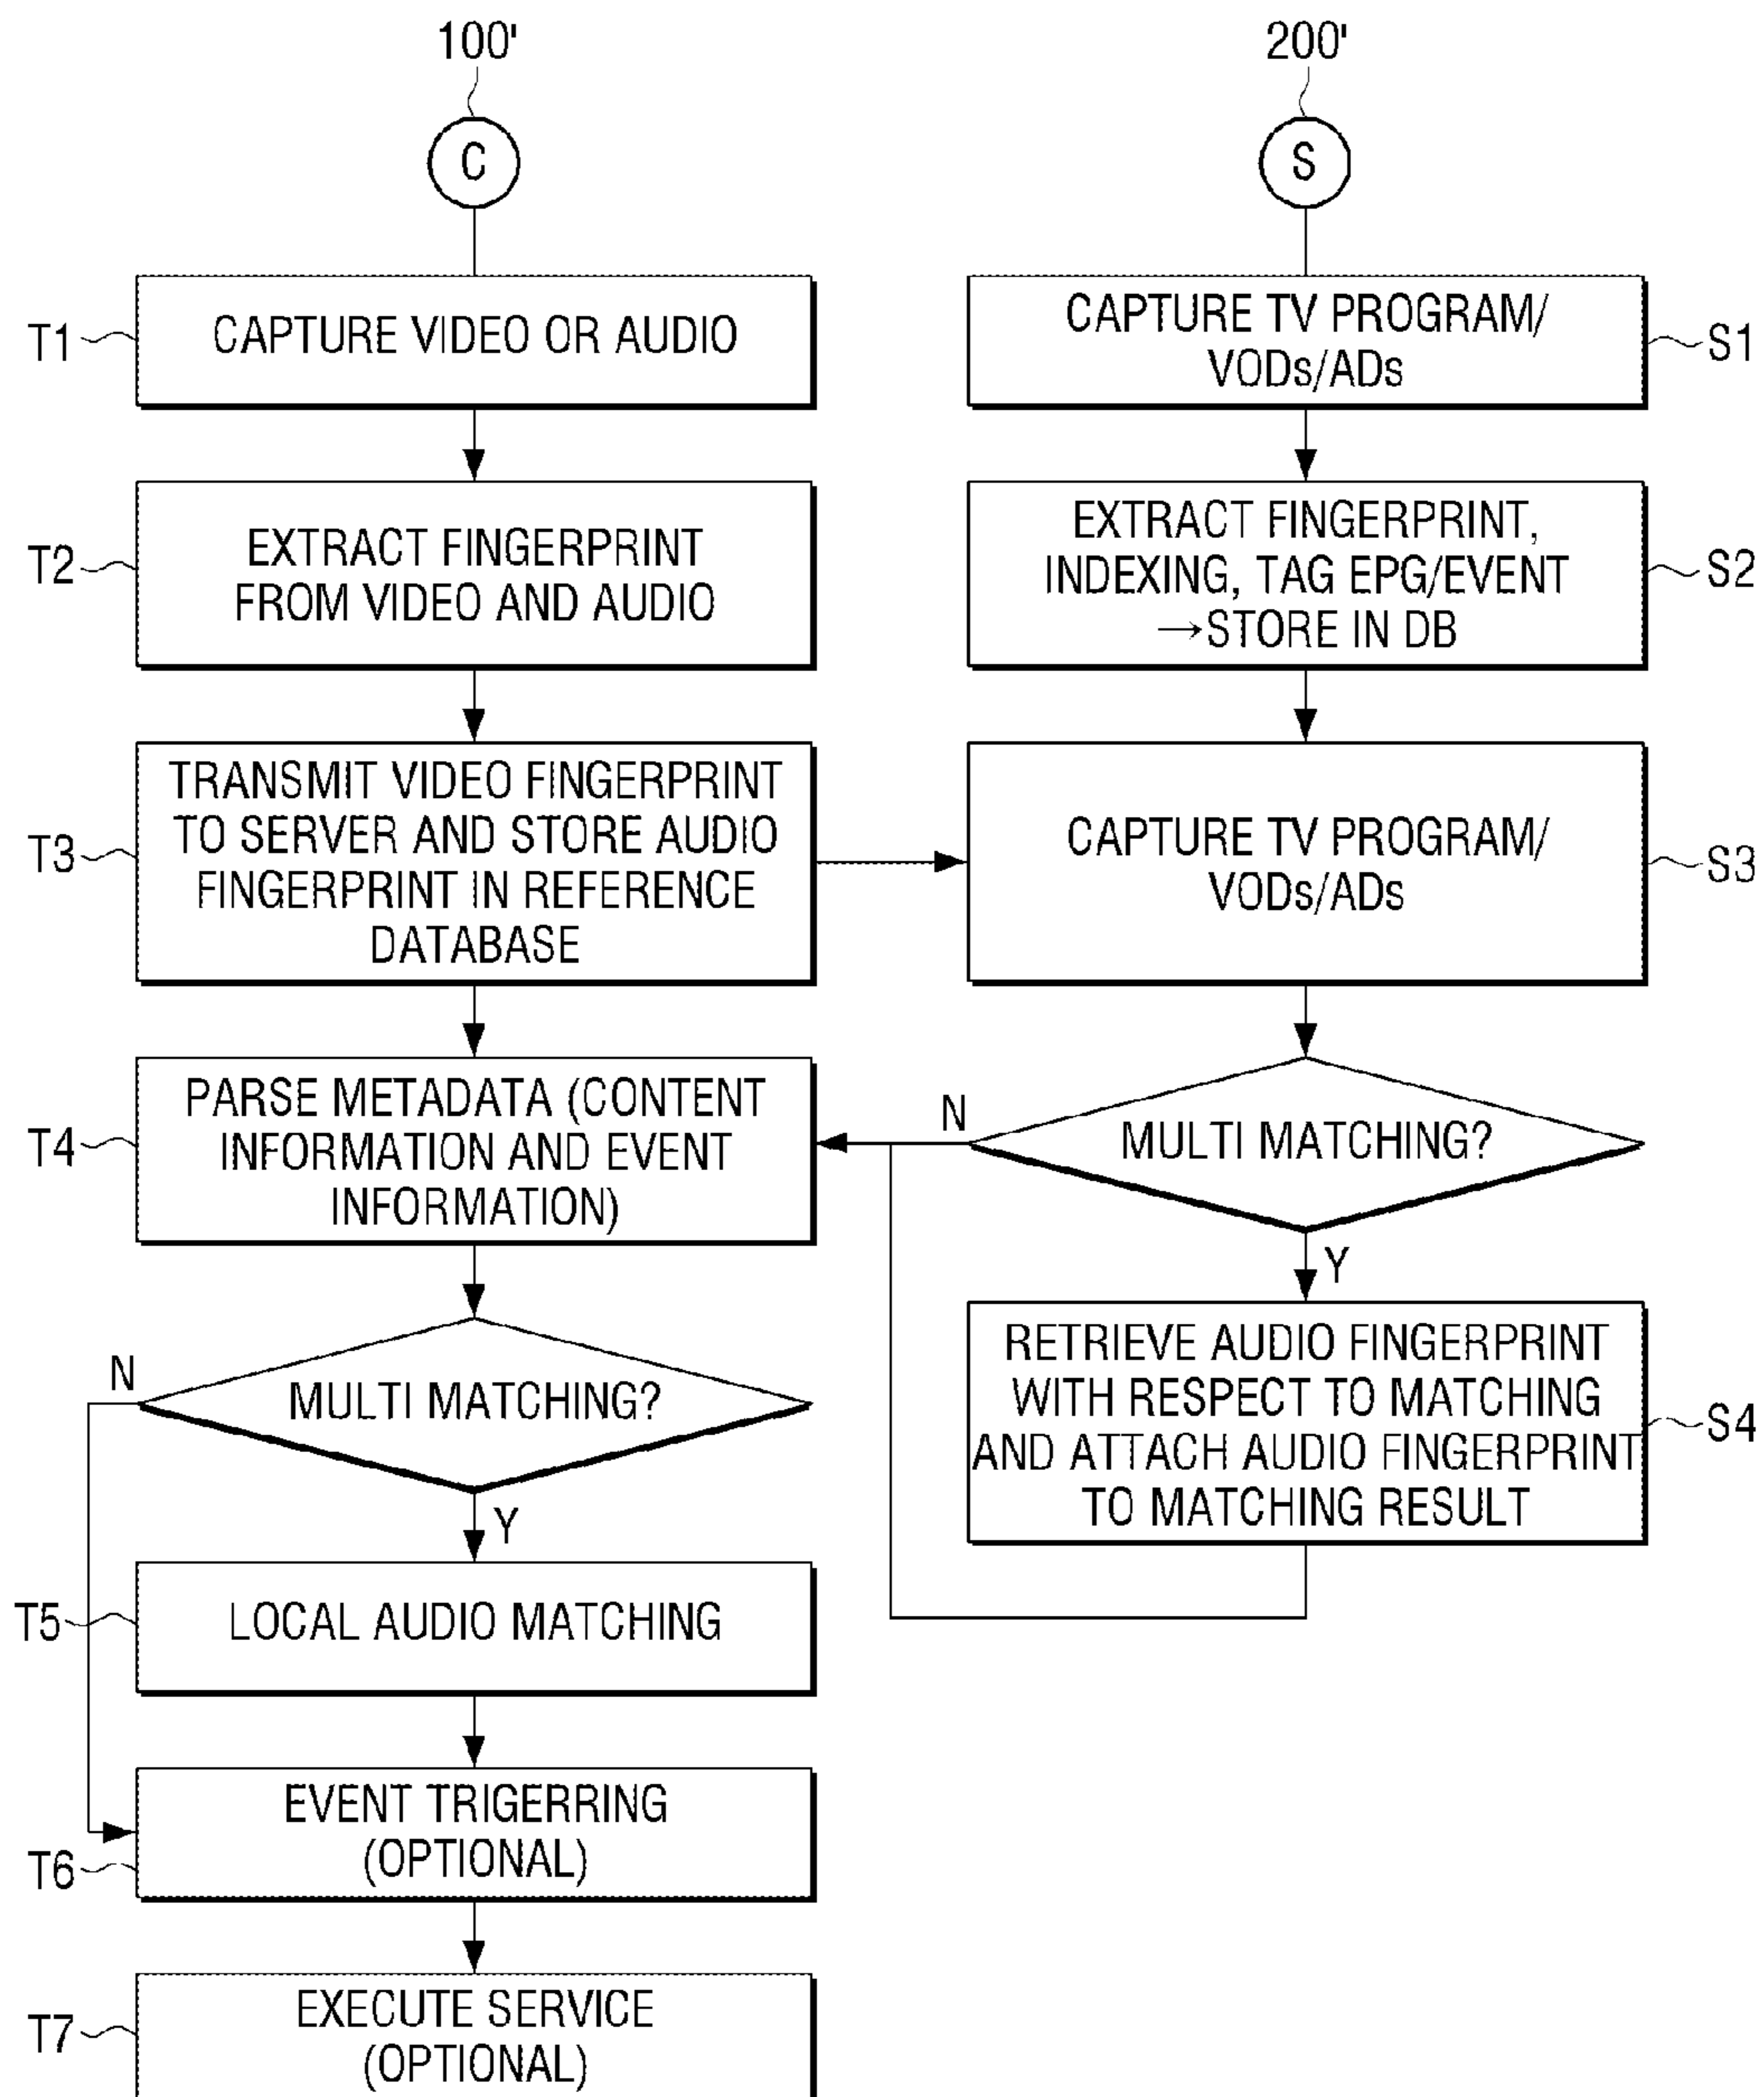 100'
C
T1
CAPTURE VIDEO OR AUDIO
T2
EXTRACT FINGERPRINT
FROM VIDEO AND AUDIO
T3
TRANSMIT VIDEO FINGERPRINT
TO SERVER AND STORE AUDIO
FINGERPRINT IN REFERENCE
DATABASE
T4
PARSE METADATA (CONTENT
INFORMATION AND EVENT
INFORMATION)
MULTI MATCHING?
N
Y
T5
LOCAL AUDIO MATCHING
T6
EVENT TRIGERRING
(OPTIONAL)
T7
EXECUTE SERVICE
(OPTIONAL)
200'
S
CAPTURE TV PROGRAM/
VODs/ADs
S1
EXTRACT FINGERPRINT,
INDEXING, TAG EPG/EVENT
→STORE IN DB
S2
CAPTURE TV PROGRAM/
VODs/ADs
S3
N
MULTI MATCHING?
Y
RETRIEVE AUDIO FINGERPRINT
WITH RESPECT TO MATCHING
AND ATTACH AUDIO FINGERPRINT
TO MATCHING RESULT
S4